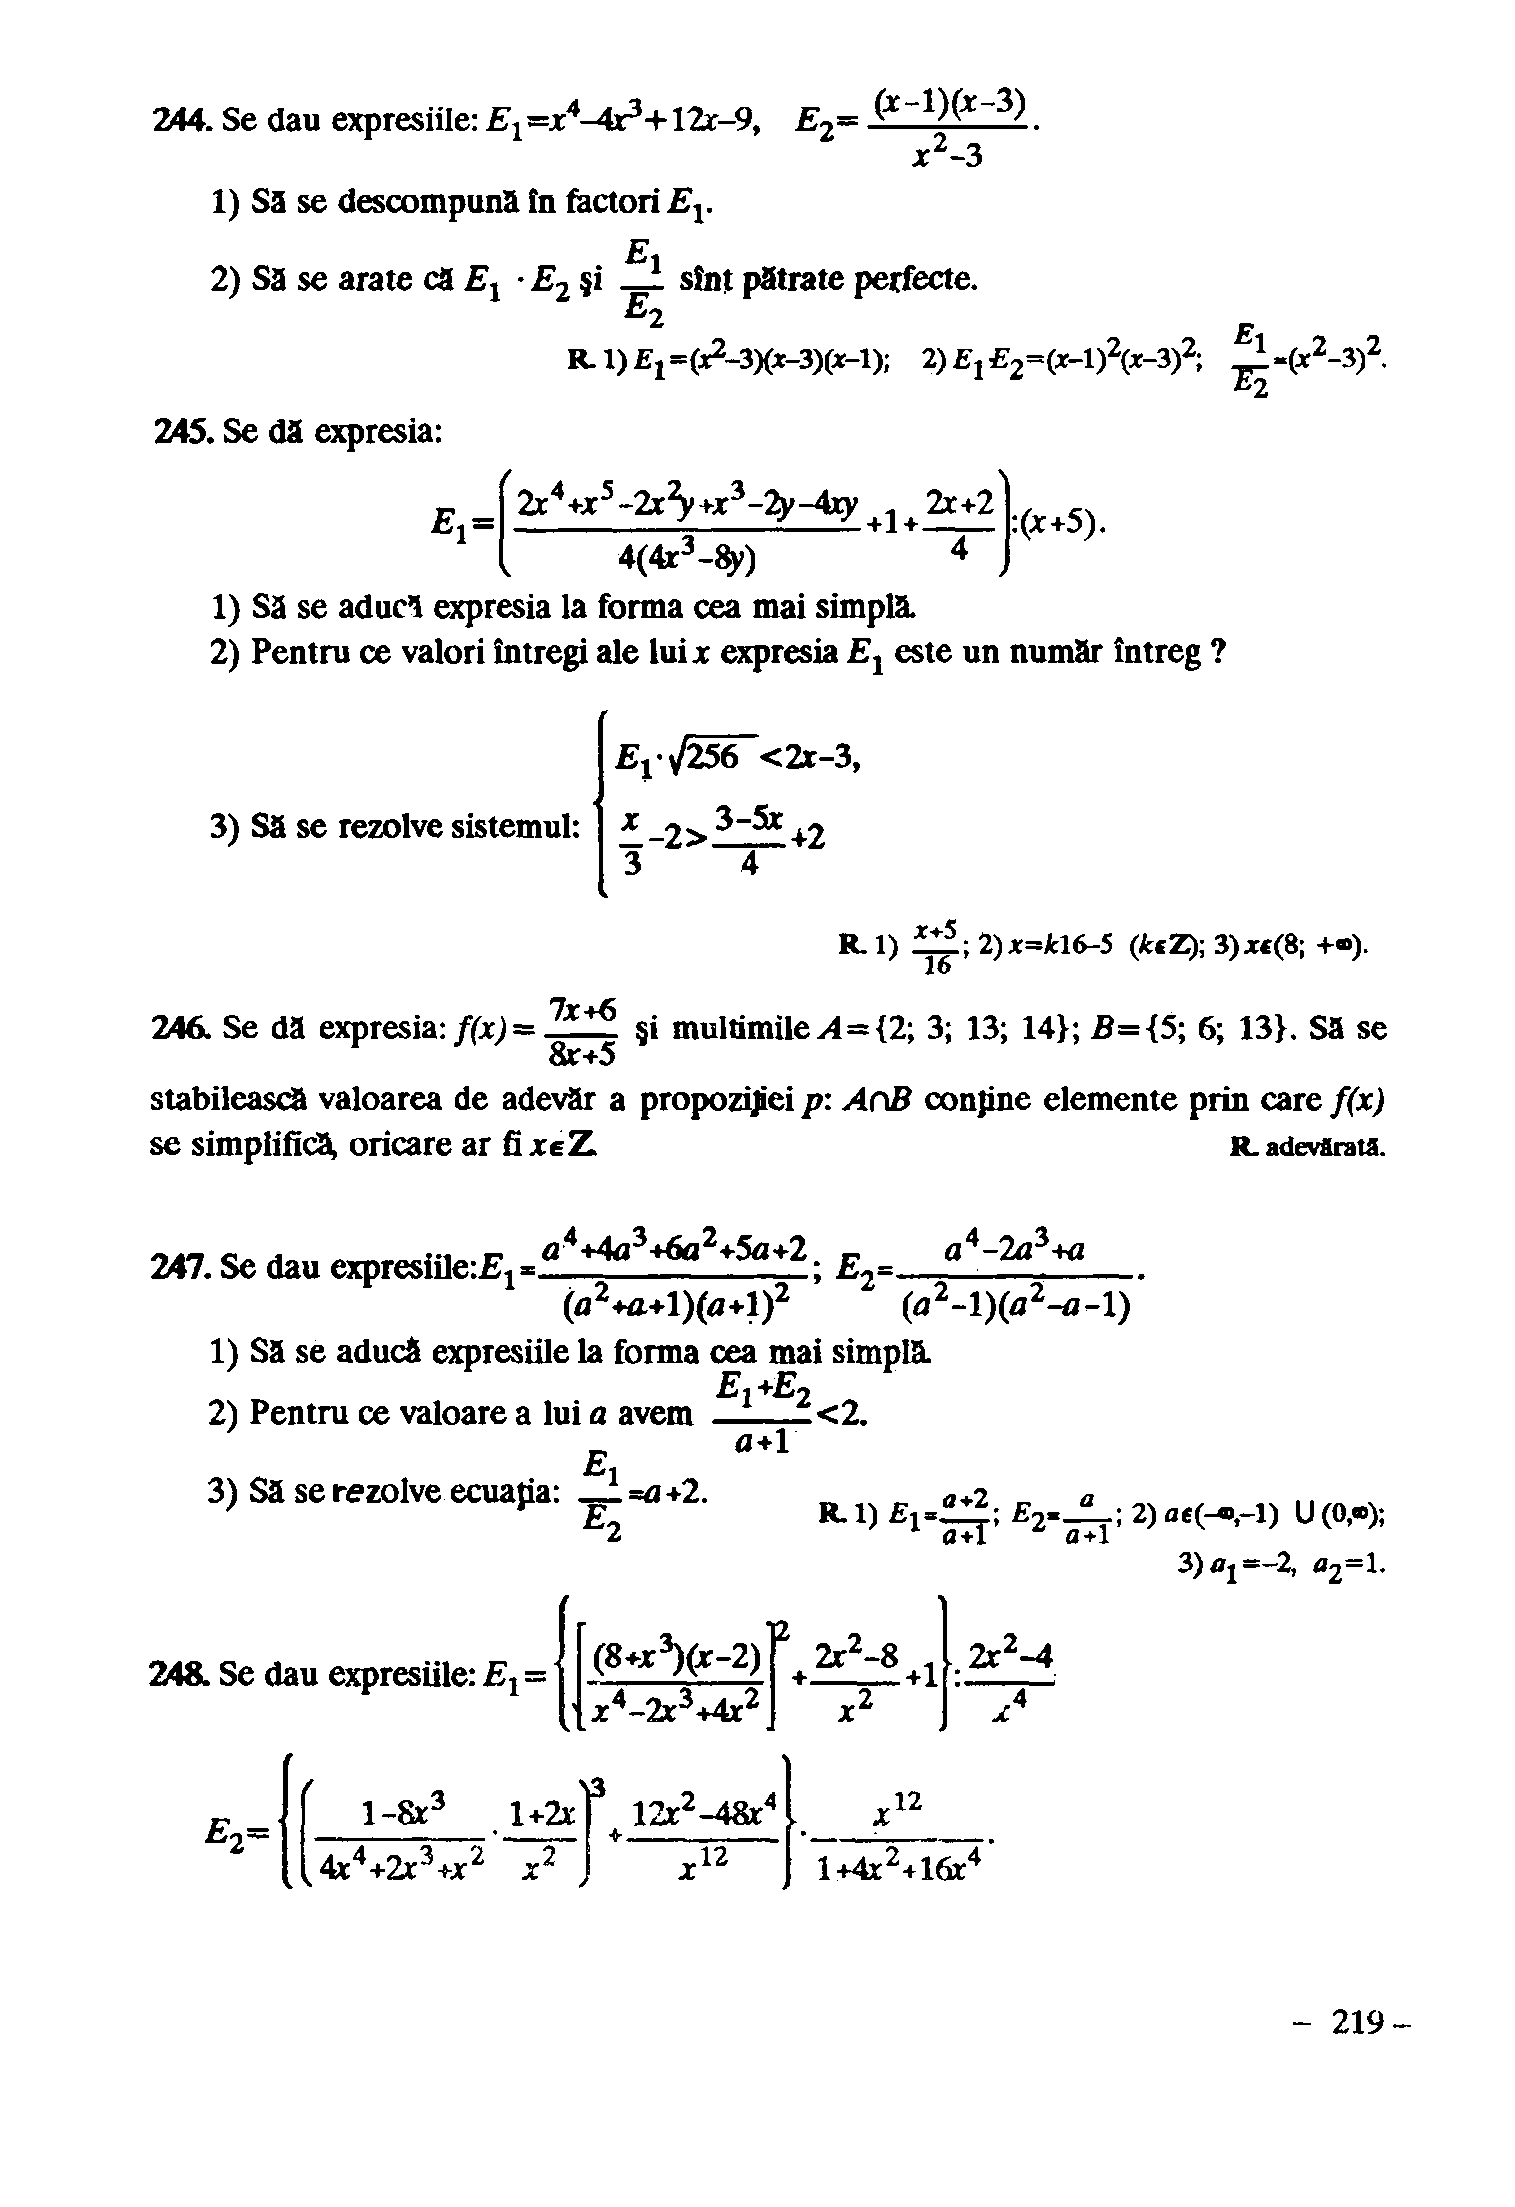 244. Se dau expresiile: E₁=x⁴–4x³+12x–9, E₂= (x-1)(x-3) / (x²-3).
1) Să se descompună în factori E₁.
2) Să se arate că E₁ · E₂ şi E₁/E₂ sînt pătrate perfecte.
R. 1) E₁=(x²–3)(x–3)(x–1); 2) E₁·E₂=(x–1)²(x–3)²; E₁/E₂=(x²–3)².
245. Se dă expresia:
E₁=( (2x⁴+x⁵-2x²y+x³-2y-4xy) / (4(4x³-8y)) +1+ (2x+2)/4 ):(x+5).
1) Să se aducă expresia la forma cea mai simplă.
2) Pentru ce valori întregi ale lui x expresia E₁ este un număr întreg ?
3) Să se rezolve sistemul: { E₁·√256 <2x–3,
x/3 –2> (3–5x)/4 +2
R. 1) (x+5)/16; 2) x=k16–5 (k∈Z); 3) x∈(8; +∞).
246. Se dă expresia: f(x)= (7x+6)/(8x+5) şi multimile A={2; 3; 13; 14}; B={5; 6; 13}. Să se
stabilească valoarea de adevăr a propoziţiei p: A∩B conţine elemente prin care f(x)
se simplifică, oricare ar fi x∈Z. R. adevărată.
247. Se dau expresiile:E₁= (a⁴+4a³+6a²+5a+2) / ((a²+a+1)(a+1)²); E₂= (a⁴-2a³+a) / ((a²-1)(a²-a-1)).
1) Să se aducă expresiile la forma cea mai simplă.
2) Pentru ce valoare a lui a avem (E₁+E₂)/(a+1) <2.
3) Să se rezolve ecuaţia: E₁/E₂ =a+2.
R. 1) E₁=(a+2)/(a+1); E₂=a/(a+1); 2) a∈(–∞,–1) U (0,∞);
3) a₁=–2, a₂=1.
248. Se dau expresiile: E₁= { [ (8+x³)(x–2) / (x⁴–2x³+4x²) ]² + (2x²–8)/x² +1 } : (2x²–4)/x⁴
E₂= { ( (1-8x³)/(4x⁴+2x³+x²) · (1+2x)/x² )³ + (12x²–48x⁴)/x¹² } · x¹²/(1+4x²+16x⁴).
– 219 –